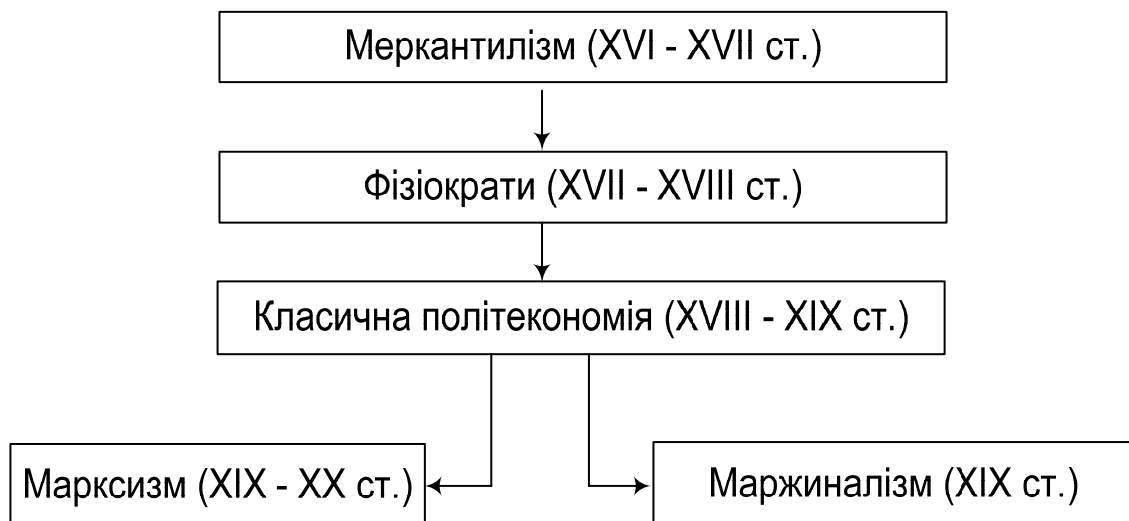 Меркантилізм (XVI - XVII ст.)
Фізіократи (XVII - XVIII ст.)
Класична політекономія (XVIII - XIX ст.)
Марксизм (XIX - XX ст.)
Маржиналізм (XIX ст.)